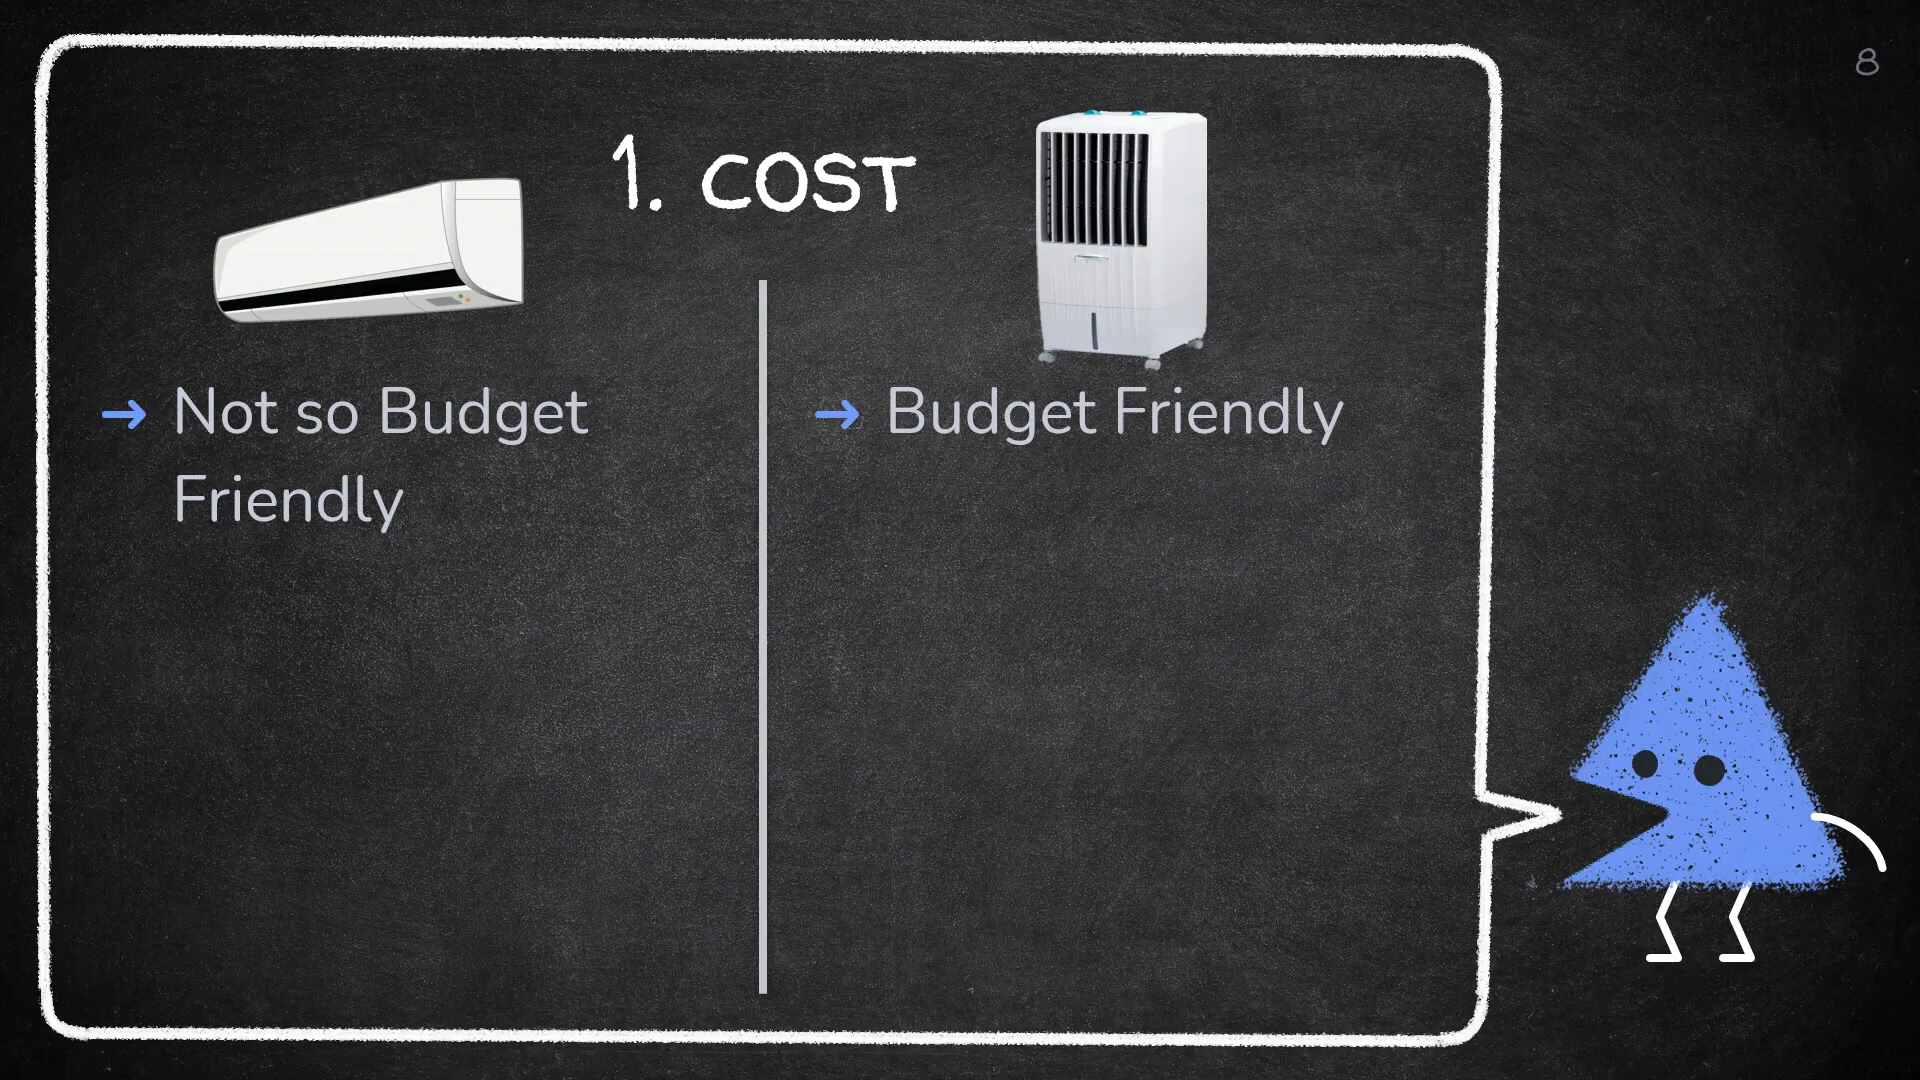 8
1. COST
→ Not so Budget
Friendly
→ Budget Friendly